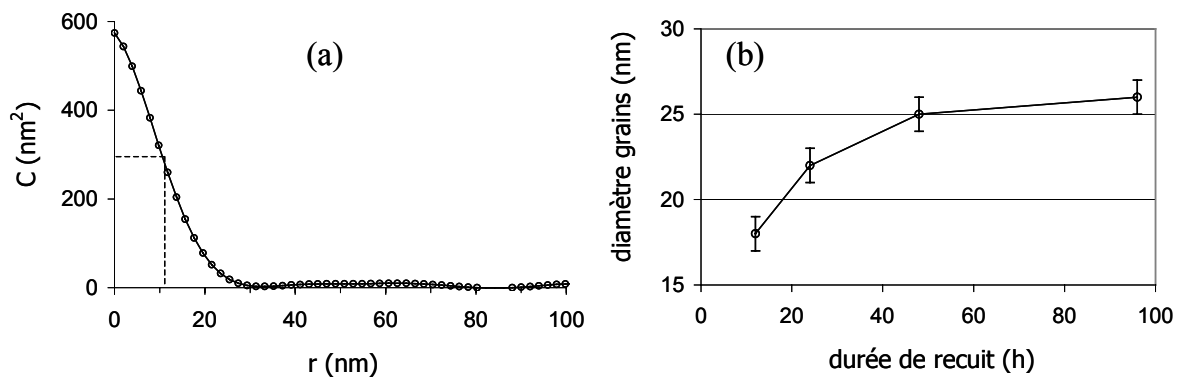 (a)
C (nm²)
600
400
200
0
0 20 40 60 80 100
r (nm)
(b)
diamètre grains (nm)
30
25
20
15
0 20 40 60 80 100
durée de recuit (h)